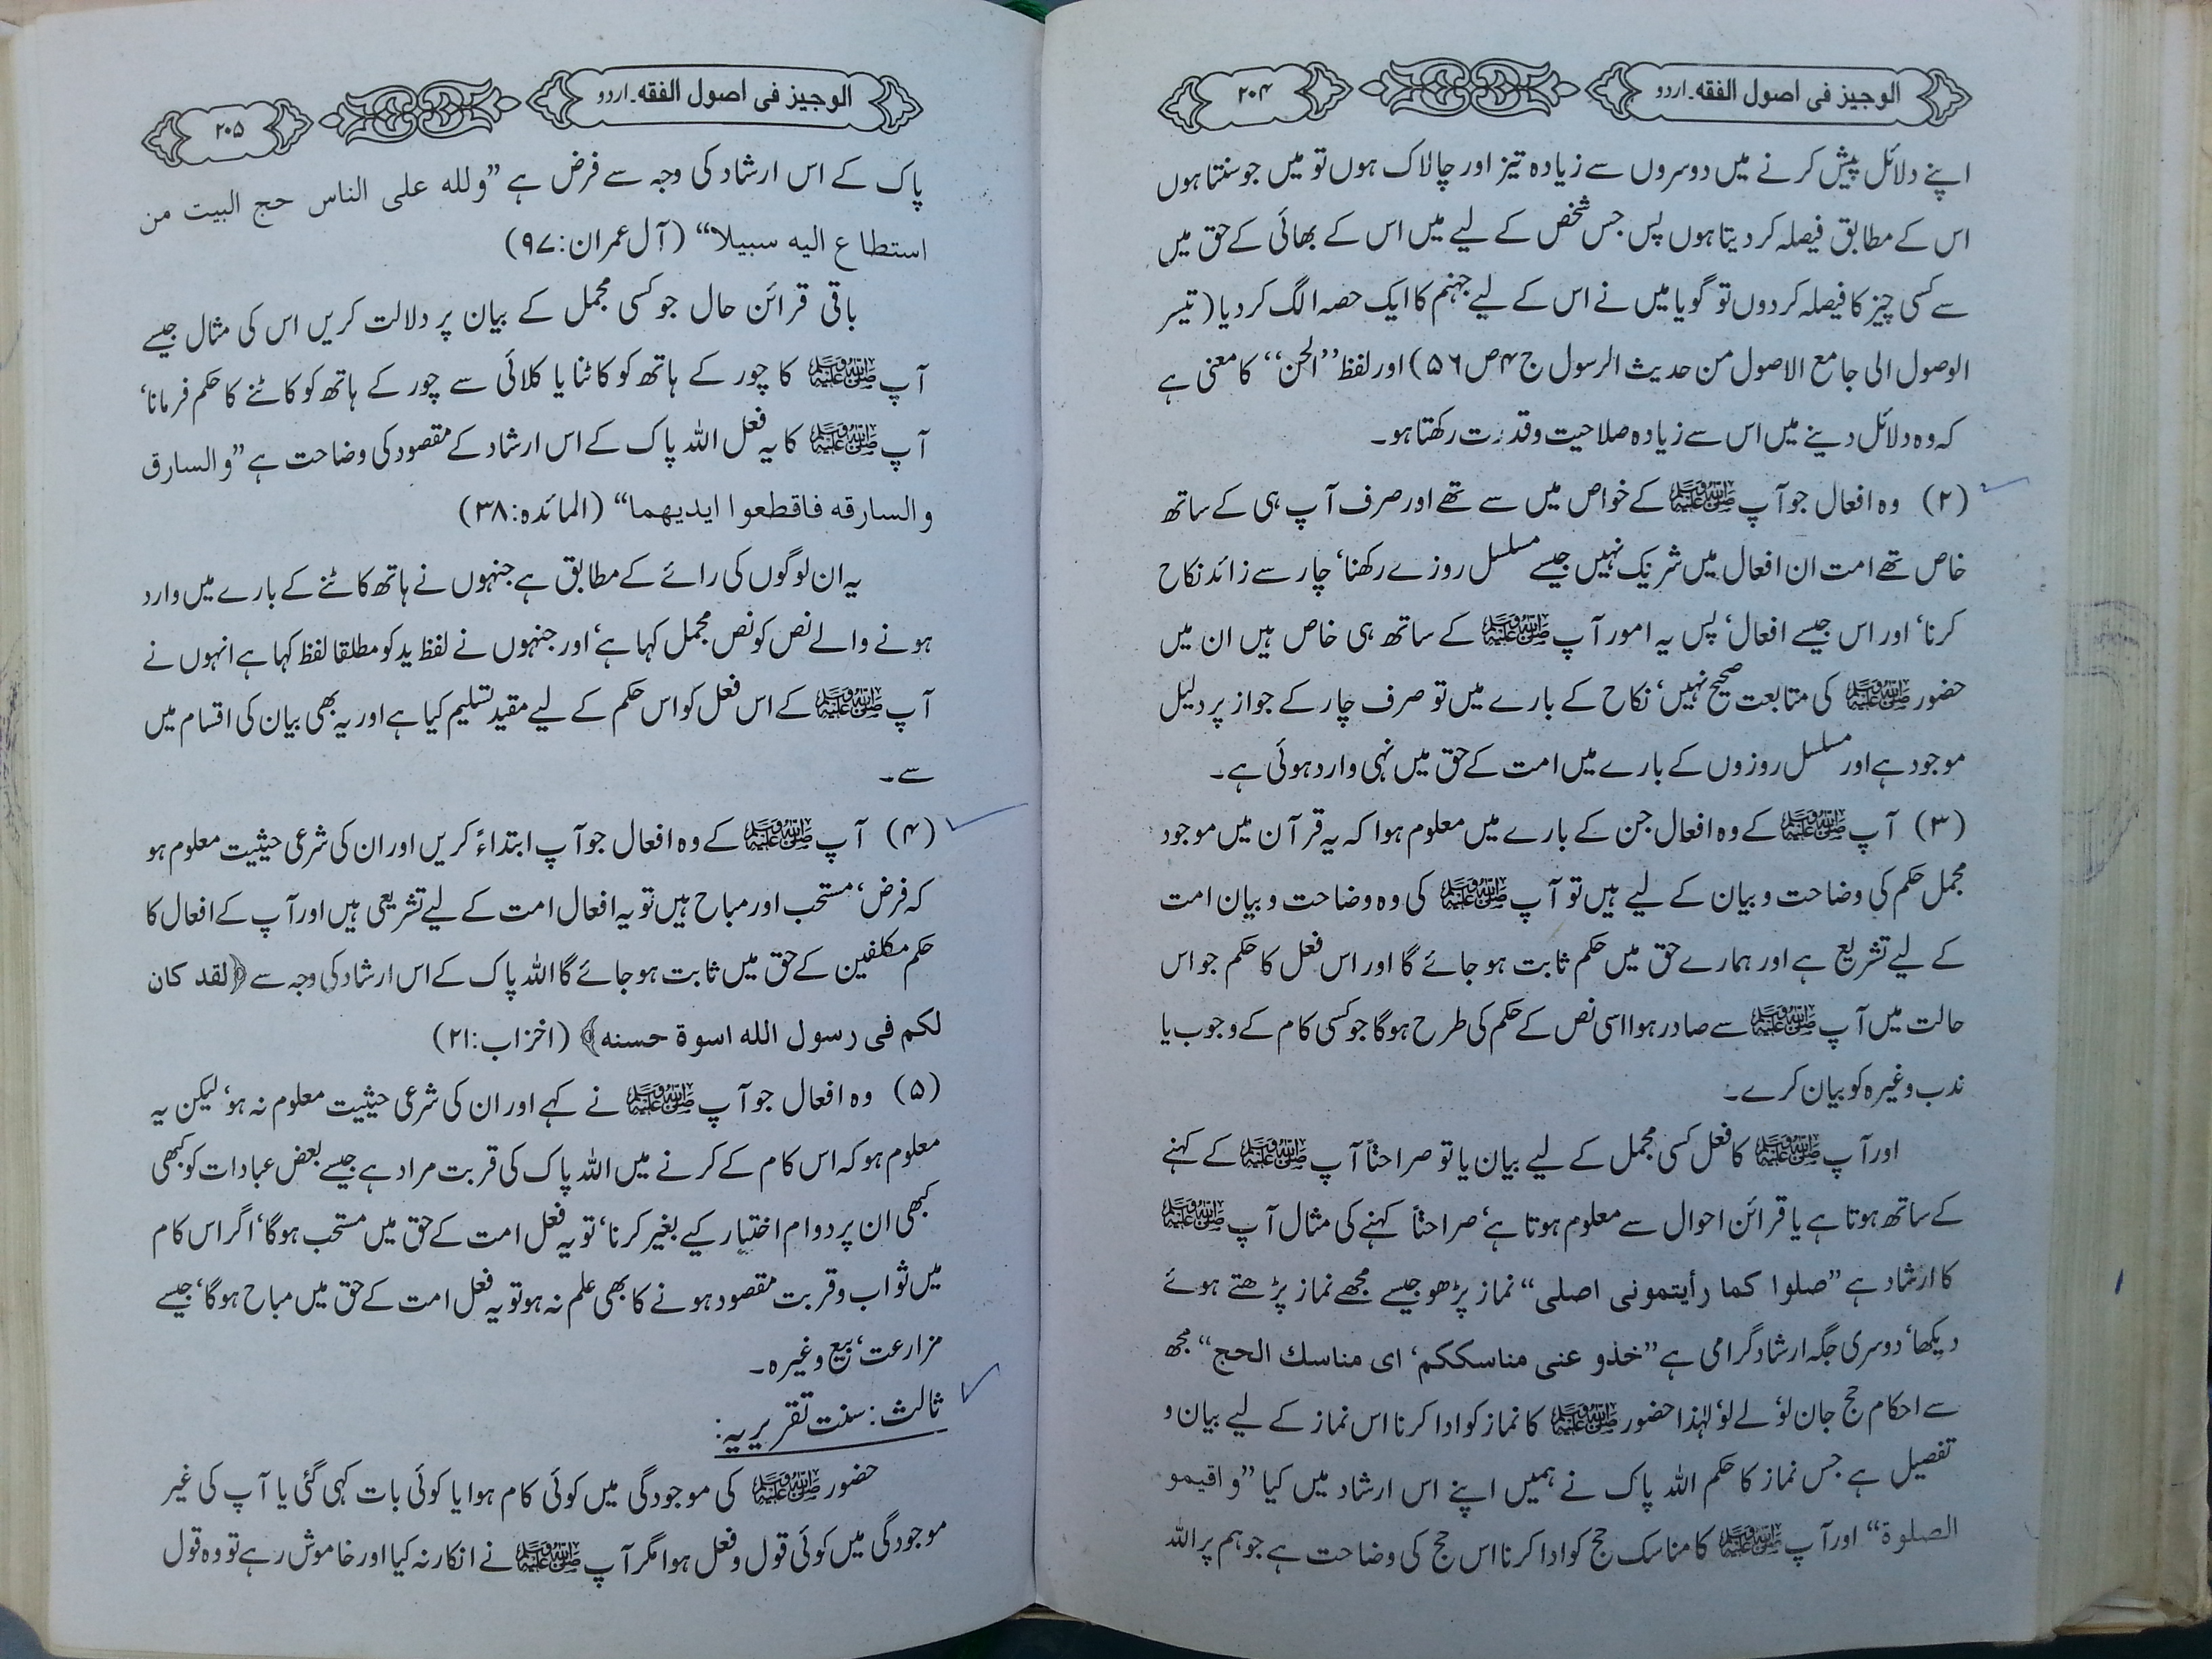 الوجیز فی اصول الفقہ۔ اردو
۲۰۴
اپنے دلائل پیش کرنے میں دوسروں سے زیادہ تیز اور چالاک ہوں تو میں جو سنتا ہوں
اس کے مطابق فیصلہ کر دیتا ہوں پس جس شخص کے لیے میں اس کے بھائی کے حق میں
سے کسی چیز کا فیصلہ کر دوں تو گویا میں نے اس کے لیے جہنم کا ایک حصہ الگ کر دیا (تیسر
الوصول الی جامع الاصول من حدیث الرسول ج ۴ ص ۵۶) اور لفظ ’’الحن‘‘ کا معنی ہے
کہ وہ دلائل دینے میں اس سے زیادہ صلاحیت و قدرت رکھتا ہو۔
(۲) وہ افعال جو آپ ﷺ کے خواص میں سے تھے اور صرف آپ ہی کے ساتھ
خاص تھے امت ان افعال میں شریک نہیں جیسے مسلسل روزے رکھنا‘ چار سے زائد نکاح
کرنا‘ اور اس جیسے افعال‘ پس یہ امور آپ ﷺ کے ساتھ ہی خاص ہیں ان میں
حضور ﷺ کی متابعت صحیح نہیں‘ نکاح کے بارے میں تو صرف چار کے جواز پر دلیل
موجود ہے اور مسلسل روزوں کے بارے میں امت کے حق میں نہی وارد ہوئی ہے۔
(۳) آپ ﷺ کے وہ افعال جن کے بارے میں معلوم ہوا کہ یہ قرآن میں موجود
مجمل حکم کی وضاحت و بیان کے لیے ہیں تو آپ ﷺ کی وہ وضاحت و بیان امت
کے لیے تشریع ہے اور ہمارے حق میں حکم ثابت ہو جائے گا اور اس فعل کا حکم جو اس
حالت میں آپ ﷺ سے صادر ہوا اسی نص کے حکم کی طرح ہوگا جو کسی کام کے وجوب یا
ندب وغیرہ کو بیان کرے۔
اور آپ ﷺ کا فعل کسی مجمل کے لیے بیان یا تو صراحتاً آپ ﷺ کے کہنے
کے ساتھ ہوتا ہے یا قرائن احوال سے معلوم ہوتا ہے‘ صراحتاً کہنے کی مثال آپ ﷺ
کا ارشاد ہے ’’صلوا کما رأیتمونی اصلی‘‘ نماز پڑھو جیسے مجھے نماز پڑھتے ہوئے
دیکھا‘ دوسری جگہ ارشاد گرامی ہے ’’خذو عنی مناسککم‘ ای مناسك الحج‘‘ مجھ
سے احکام حج جان لو‘ لے لو‘ لہٰذا حضور ﷺ کا نماز کو ادا کرنا اس نماز کے لیے بیان و
تفصیل ہے جس نماز کا حکم اللہ پاک نے ہمیں اپنے اس ارشاد میں کیا ’’و اقیمو
الصلوة‘‘ اور آپ ﷺ کا مناسک حج کو ادا کرنا اس حج کی وضاحت ہے جو ہم پر اللہ
الوجیز فی اصول الفقہ۔ اردو
۲۰۵
پاک کے اس ارشاد کی وجہ سے فرض ہے ’’وللہ علی الناس حج البیت من
استطاع الیہ سبیلا‘‘ (آل عمران: ۹۷)
باقی قرائن حال جو کسی مجمل کے بیان پر دلالت کریں اس کی مثال جیسے
آپ ﷺ کا چور کے ہاتھ کو کاٹنا یا کلائی سے چور کے ہاتھ کو کاٹنے کا حکم فرمانا‘
آپ ﷺ کا یہ فعل اللہ پاک کے اس ارشاد کے مقصود کی وضاحت ہے ’’والسارق
والسارقہ فاقطعوا ایدیہما‘‘ (المائدہ: ۳۸)
یہ ان لوگوں کی رائے کے مطابق ہے جنہوں نے ہاتھ کاٹنے کے بارے میں وارد
ہونے والے نص کو نص مجمل کہا ہے‘ اور جنہوں نے لفظ ید کو مطلقا لفظ کہا ہے انہوں نے
آپ ﷺ کے اس فعل کو اس حکم کے لیے مقید تسلیم کیا ہے اور یہ بھی بیان کی اقسام میں
سے۔
(۴) آپ ﷺ کے وہ افعال جو آپ ابتداءً کریں اور ان کی شرعی حیثیت معلوم ہو
کہ فرض‘ مستحب اور مباح ہیں تو یہ افعال امت کے لیے تشریعی ہیں اور آپ کے افعال کا
حکم مکلفین کے حق میں ثابت ہو جائے گا اللہ پاک کے اس ارشاد کی وجہ سے ﴿لقد کان
لکم فی رسول اللہ اسوة حسنہ﴾ (احزاب: ۲۱)
(۵) وہ افعال جو آپ ﷺ نے کہے اور ان کی شرعی حیثیت معلوم نہ ہو‘ لیکن یہ
معلوم ہو کہ اس کام کے کرنے میں اللہ پاک کی قربت مراد ہے جیسے بعض عبادات کو کبھی
کبھی ان پر دوام اختیار کیے بغیر کرنا‘ تو یہ فعل امت کے حق میں مستحب ہوگا‘ اگر اس کام
میں ثواب و قربت مقصود ہونے کا بھی علم نہ ہو تو یہ فعل امت کے حق میں مباح ہوگا‘ جیسے
مزارعت‘ بیع وغیرہ۔
ثالث: سنت تقریریہ:
حضور ﷺ کی موجودگی میں کوئی کام ہوا یا کوئی بات کہی گئی یا آپ کی غیر
موجودگی میں کوئی قول و فعل ہوا مگر آپ ﷺ نے انکار نہ کیا اور خاموش رہے تو وہ قول